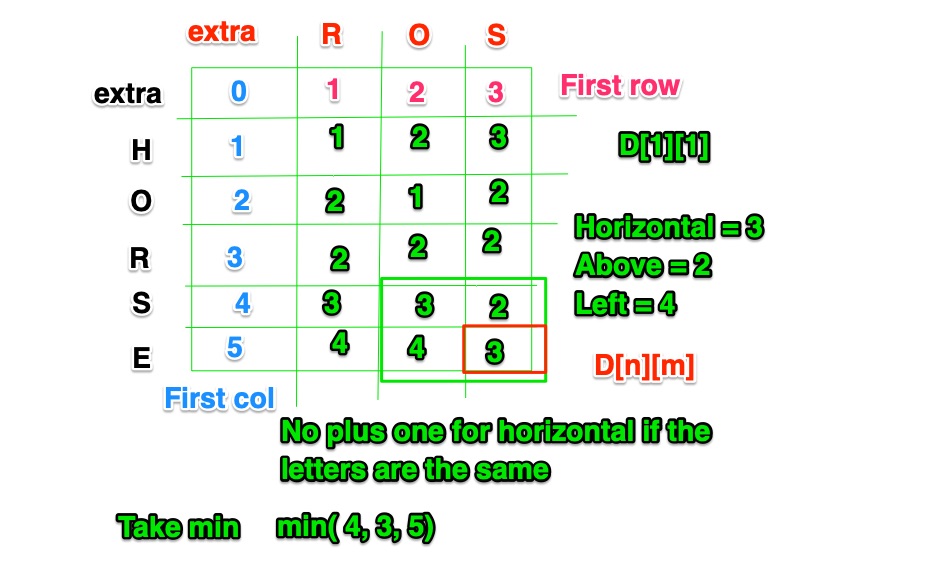 extra R O S
extra 0 1 2 3 First row
H 1 1 2 3 D[1][1]
O 2 2 1 2
Horizontal = 3
R 3 2 2 2
Above = 2
S 4 3 3 2 Left = 4
E 5 4 4 3
D[n][m]
First col
No plus one for horizontal if the
letters are the same
Take min min( 4, 3, 5)